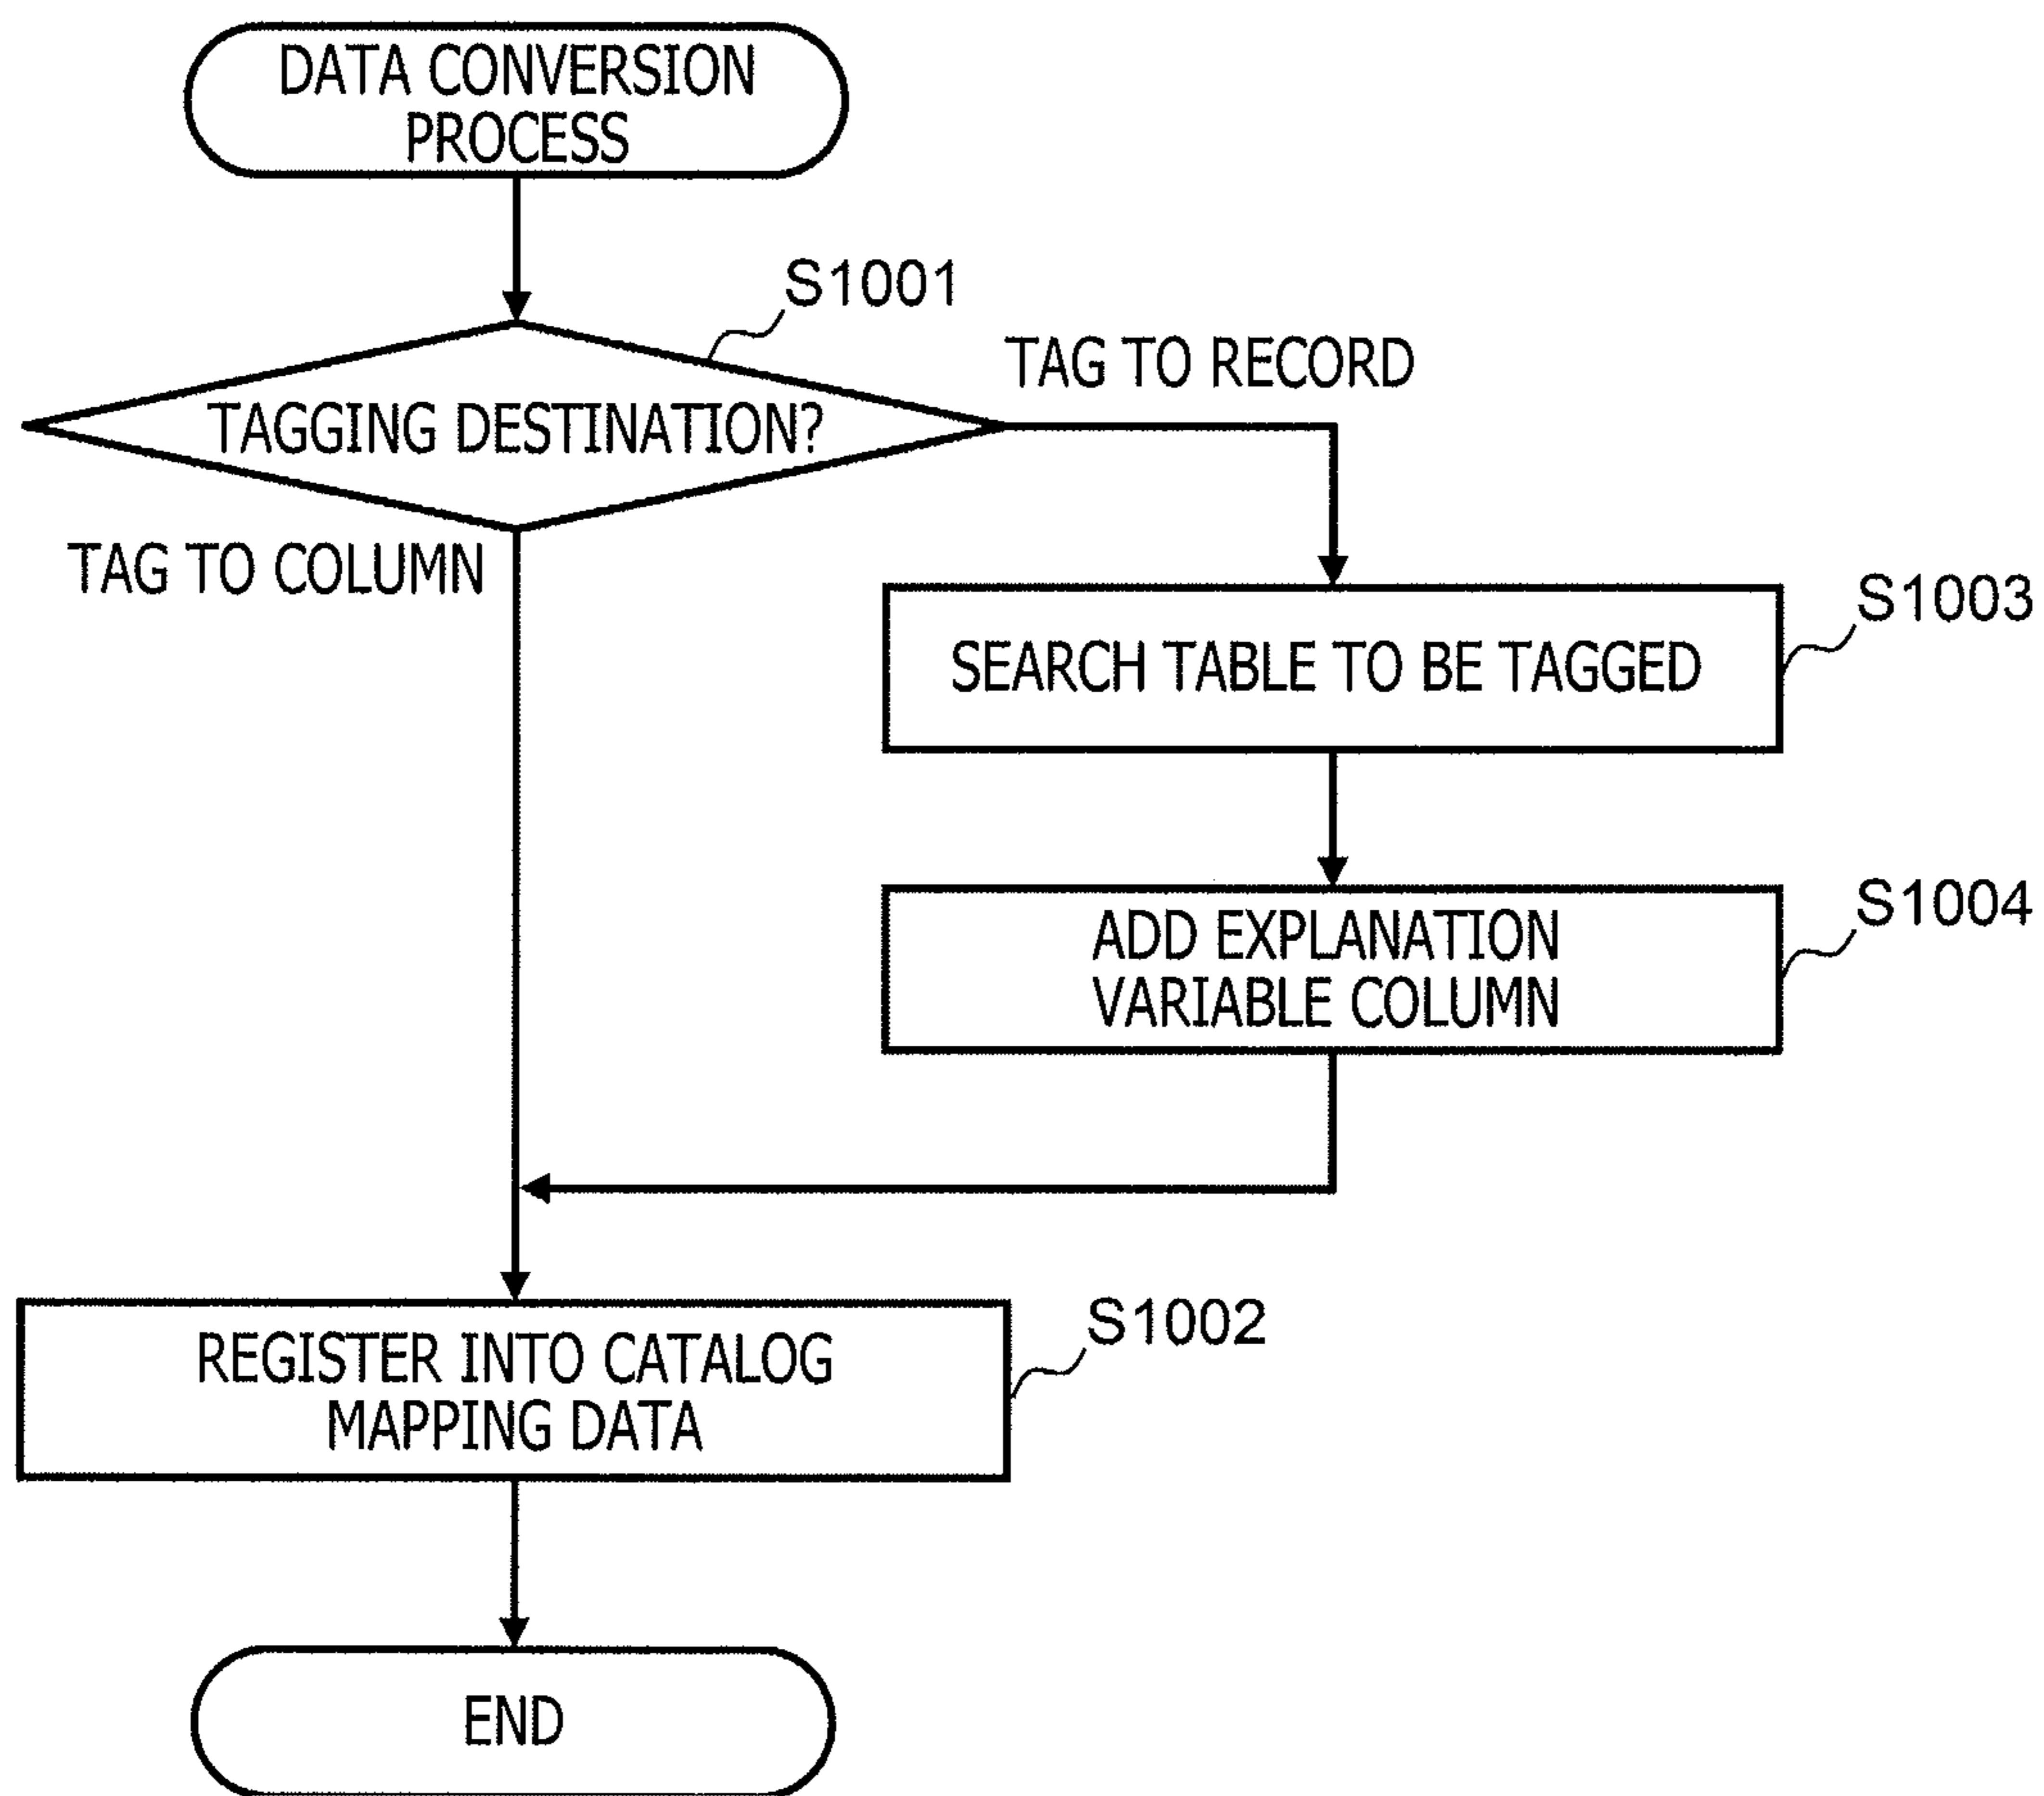 DATA CONVERSION
PROCESS
S1001
TAG TO RECORD
TAGGING DESTINATION?
TAG TO COLUMN
S1003
SEARCH TABLE TO BE TAGGED
S1004
ADD EXPLANATION
VARIABLE COLUMN
S1002
REGISTER INTO CATALOG
MAPPING DATA
END